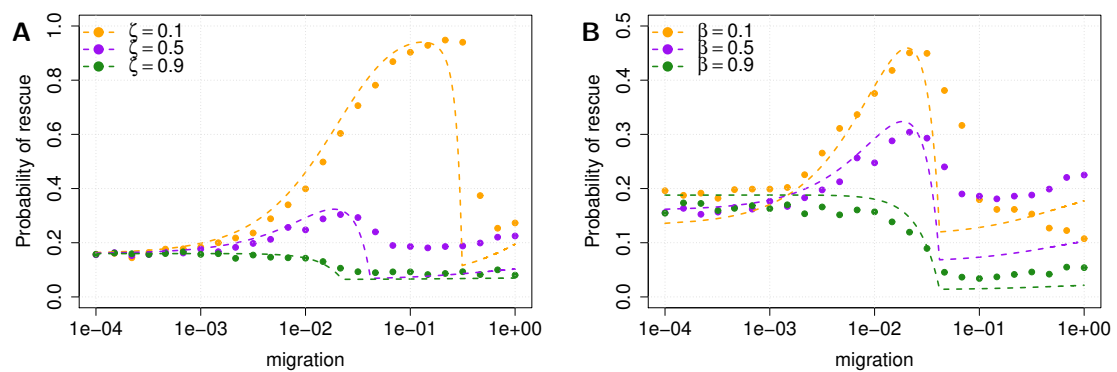 A
ζ = 0.1
ζ = 0.5
ζ = 0.9
Probability of rescue
0.0
0.2
0.4
0.6
0.8
1.0
1e−04
1e−03
1e−02
1e−01
1e+00
migration
B
β = 0.1
β = 0.5
β = 0.9
Probability of rescue
0.0
0.1
0.2
0.3
0.4
0.5
1e−04
1e−03
1e−02
1e−01
1e+00
migration